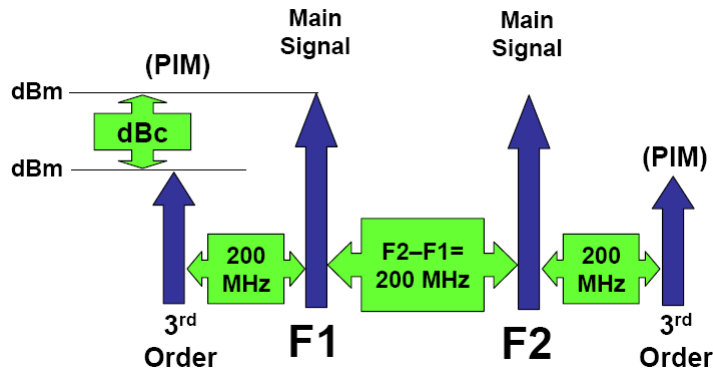 Main
Signal
Main
Signal
(PIM)
dBm
dBc
dBm
(PIM)
200
MHz
F2–F1=
200 MHz
200
MHz
3rd
Order
F1
F2
3rd
Order